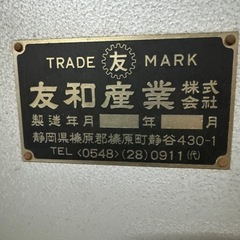 TRADE 友 MARK
友和産業株式会社
製造年月 年 月
静岡県榛原郡榛原町静谷430-1
TEL〈0548〉(28)0911(代)